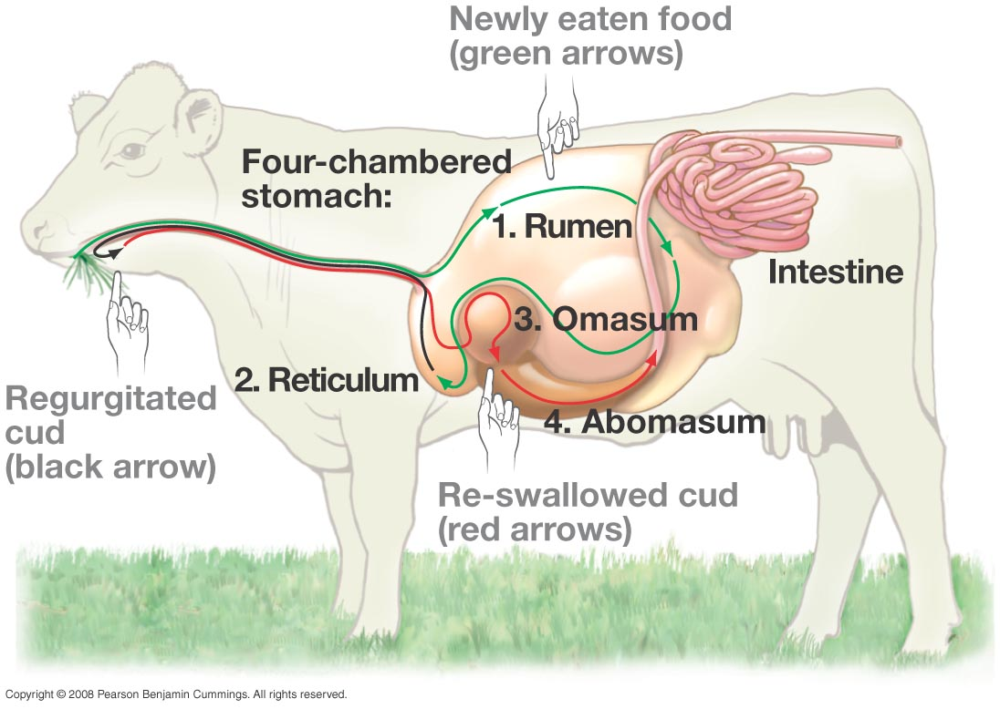 Newly eaten food
(green arrows)
Four-chambered
stomach:
1. Rumen
Intestine
3. Omasum
2. Reticulum
Regurgitated
cud
(black arrow)
4. Abomasum
Re-swallowed cud
(red arrows)
Copyright © 2008 Pearson Benjamin Cummings. All rights reserved.